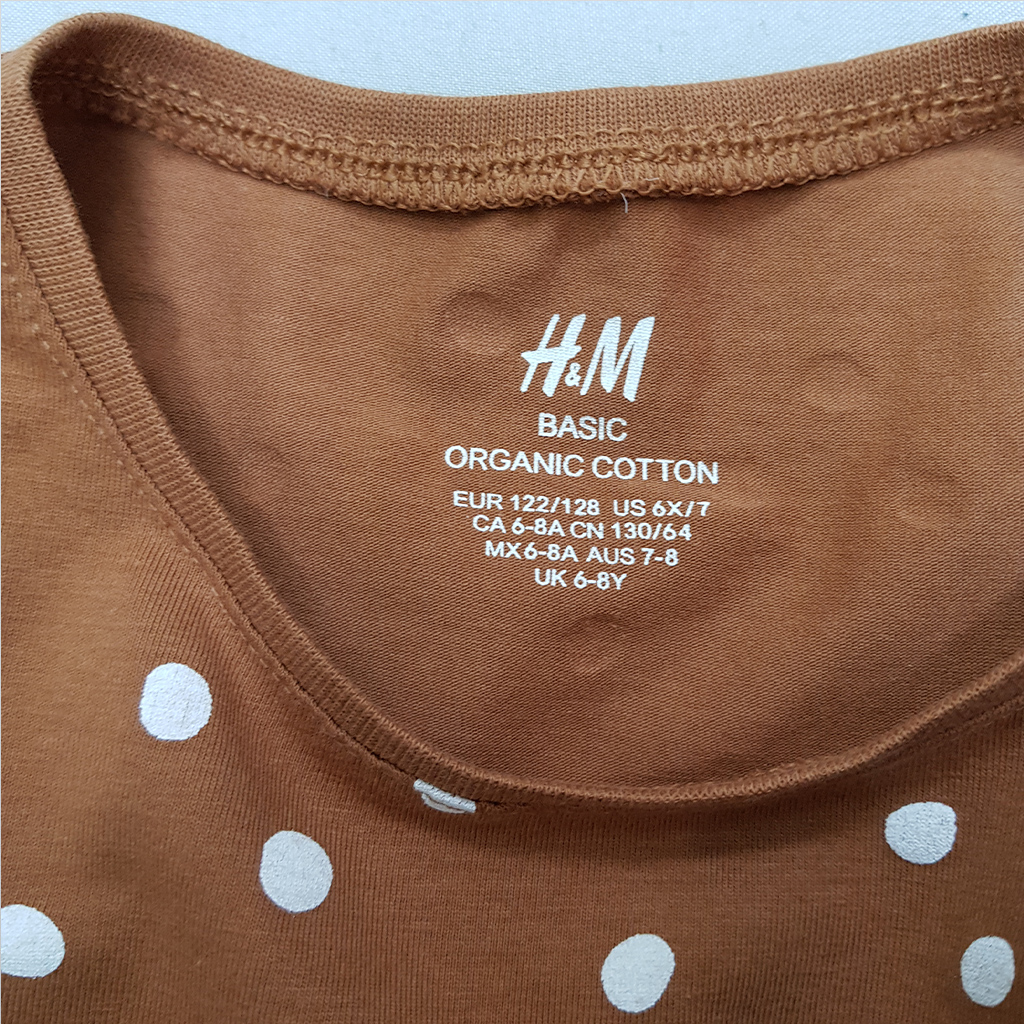 H&M
BASIC
ORGANIC COTTON
EUR 122/128 US 6X/7
CA 6-8A CN 130/64
MX 6-8A AUS 7-8
UK 6-8Y